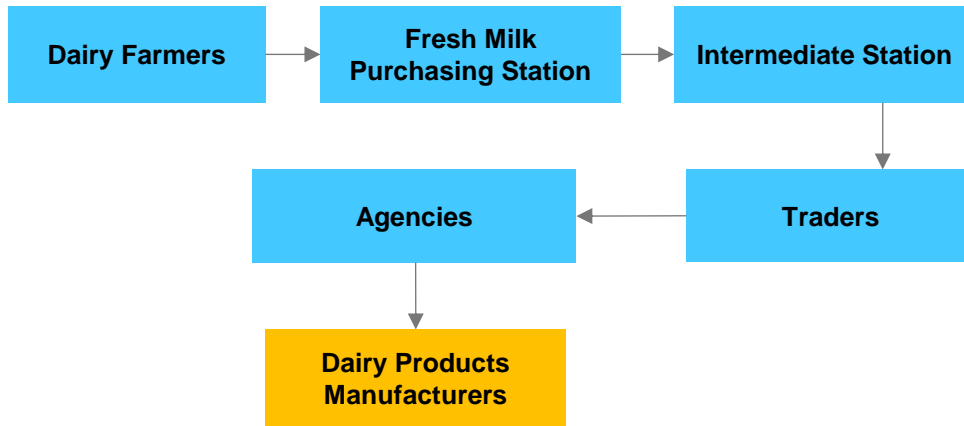 Dairy Farmers
Fresh Milk
Purchasing Station
Intermediate Station
Traders
Agencies
Dairy Products
Manufacturers